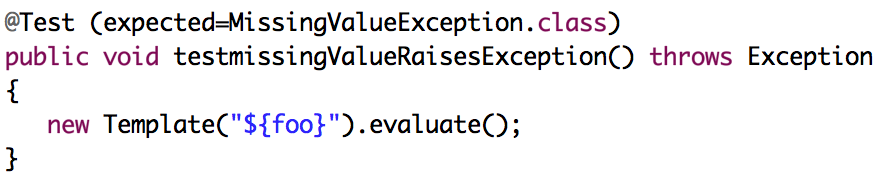 @Test (expected=MissingValueException.class)
public void testmissingValueRaisesException() throws Exception
{
new Template("${foo}").evaluate();
}